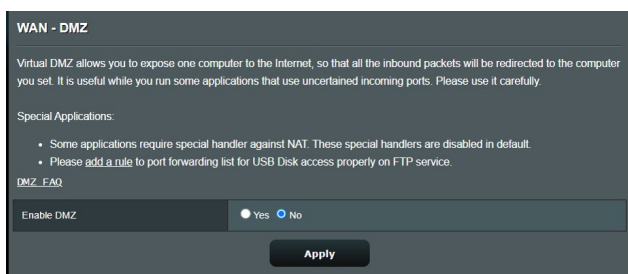 WAN - DMZ
Virtual DMZ allows you to expose one computer to the Internet, so that all the inbound packets will be redirected to the computer
you set. It is useful while you run some applications that use uncertained incoming ports. Please use it carefully.
Special Applications:
• Some applications require special handler against NAT. These special handlers are disabled in default.
• Please add a rule to port forwarding list for USB Disk access properly on FTP service.
DMZ FAQ
Enable DMZ Yes No
Apply